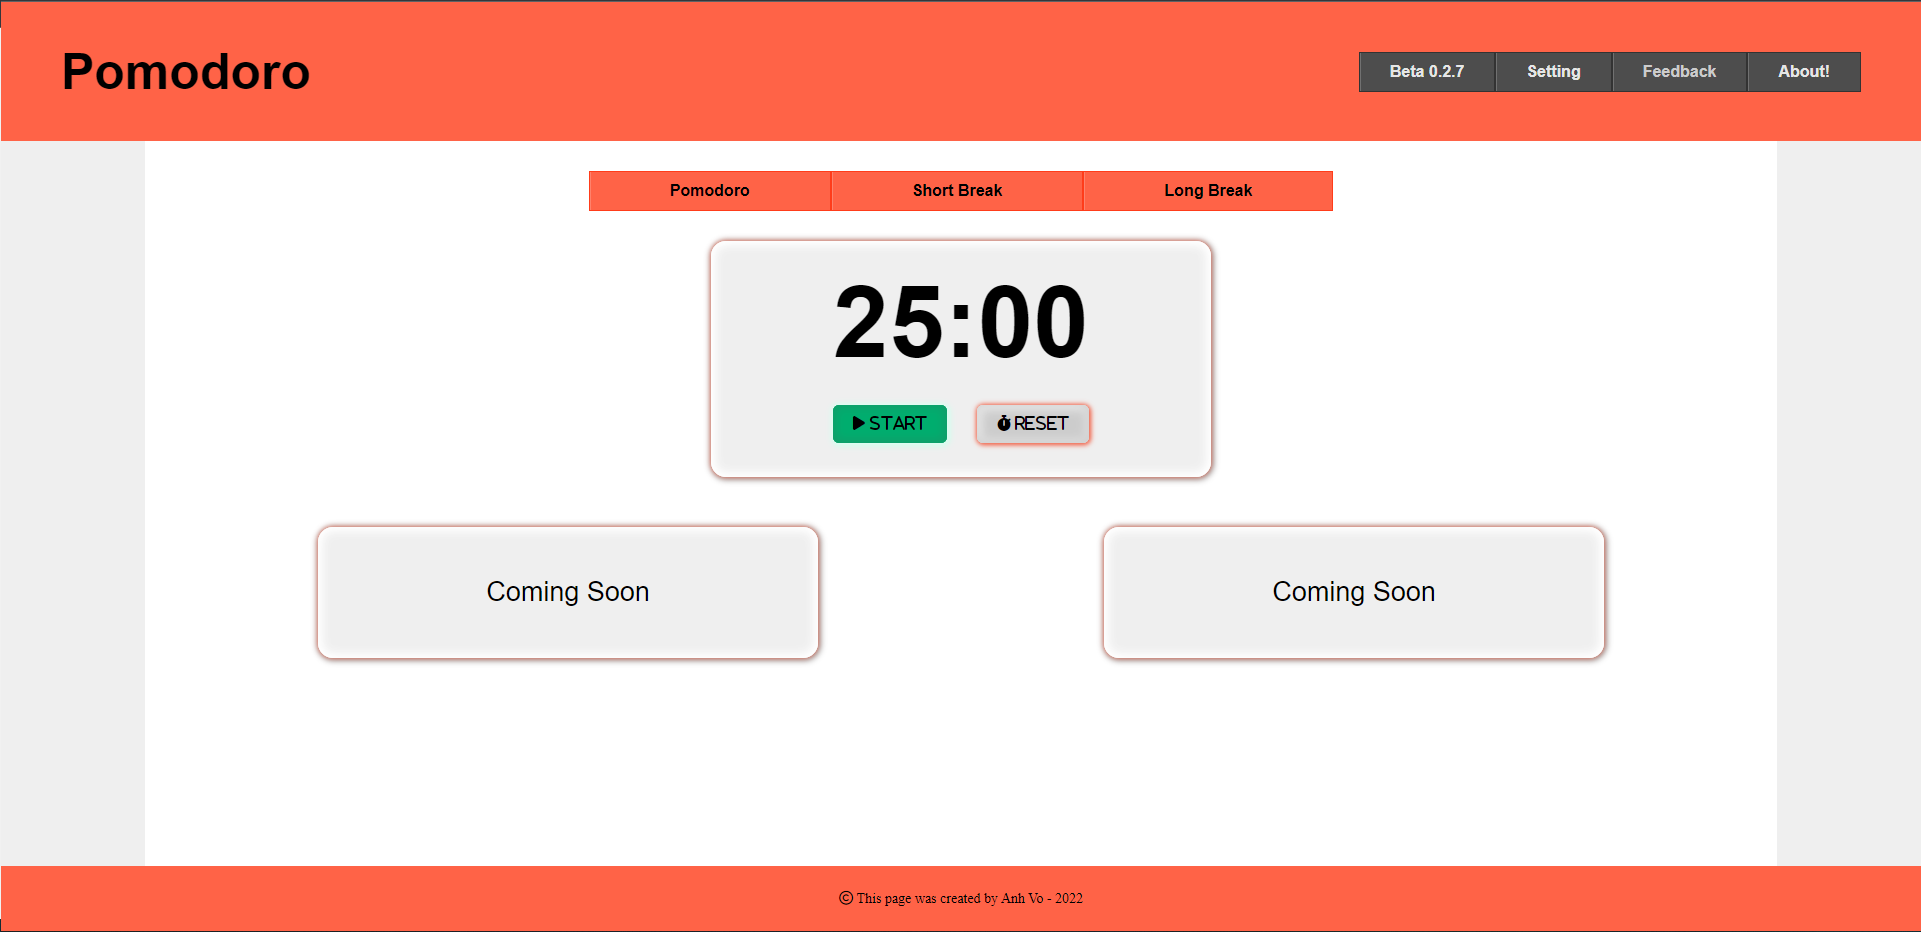 Pomodoro
Beta 0.2.7 Setting Feedback About!
Pomodoro Short Break Long Break
25:00
START RESET
Coming Soon Coming Soon
© This page was created by Anh Vo - 2022